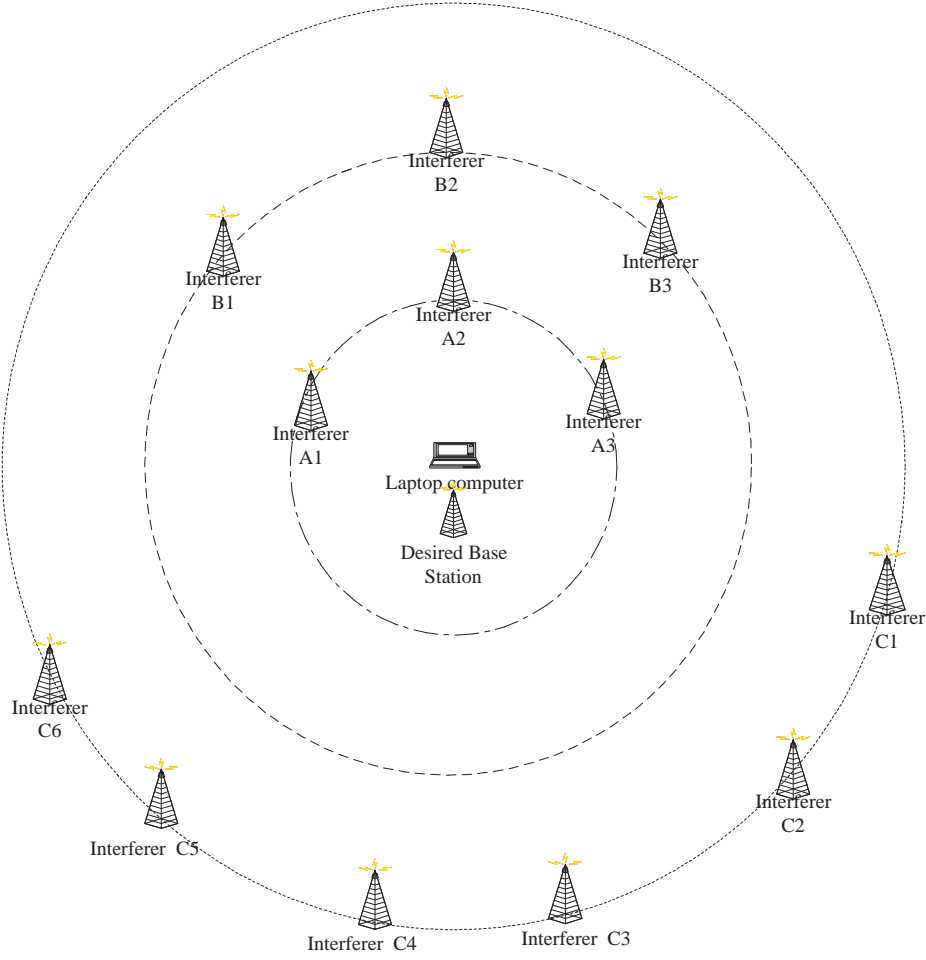 Interferer
B2
Interferer
B1
Interferer
B3
Interferer
A2
Interferer
A1
Interferer
A3
Laptop computer
Desired Base
Station
Interferer
C1
Interferer
C6
Interferer
C2
Interferer C5
Interferer C4
Interferer C3